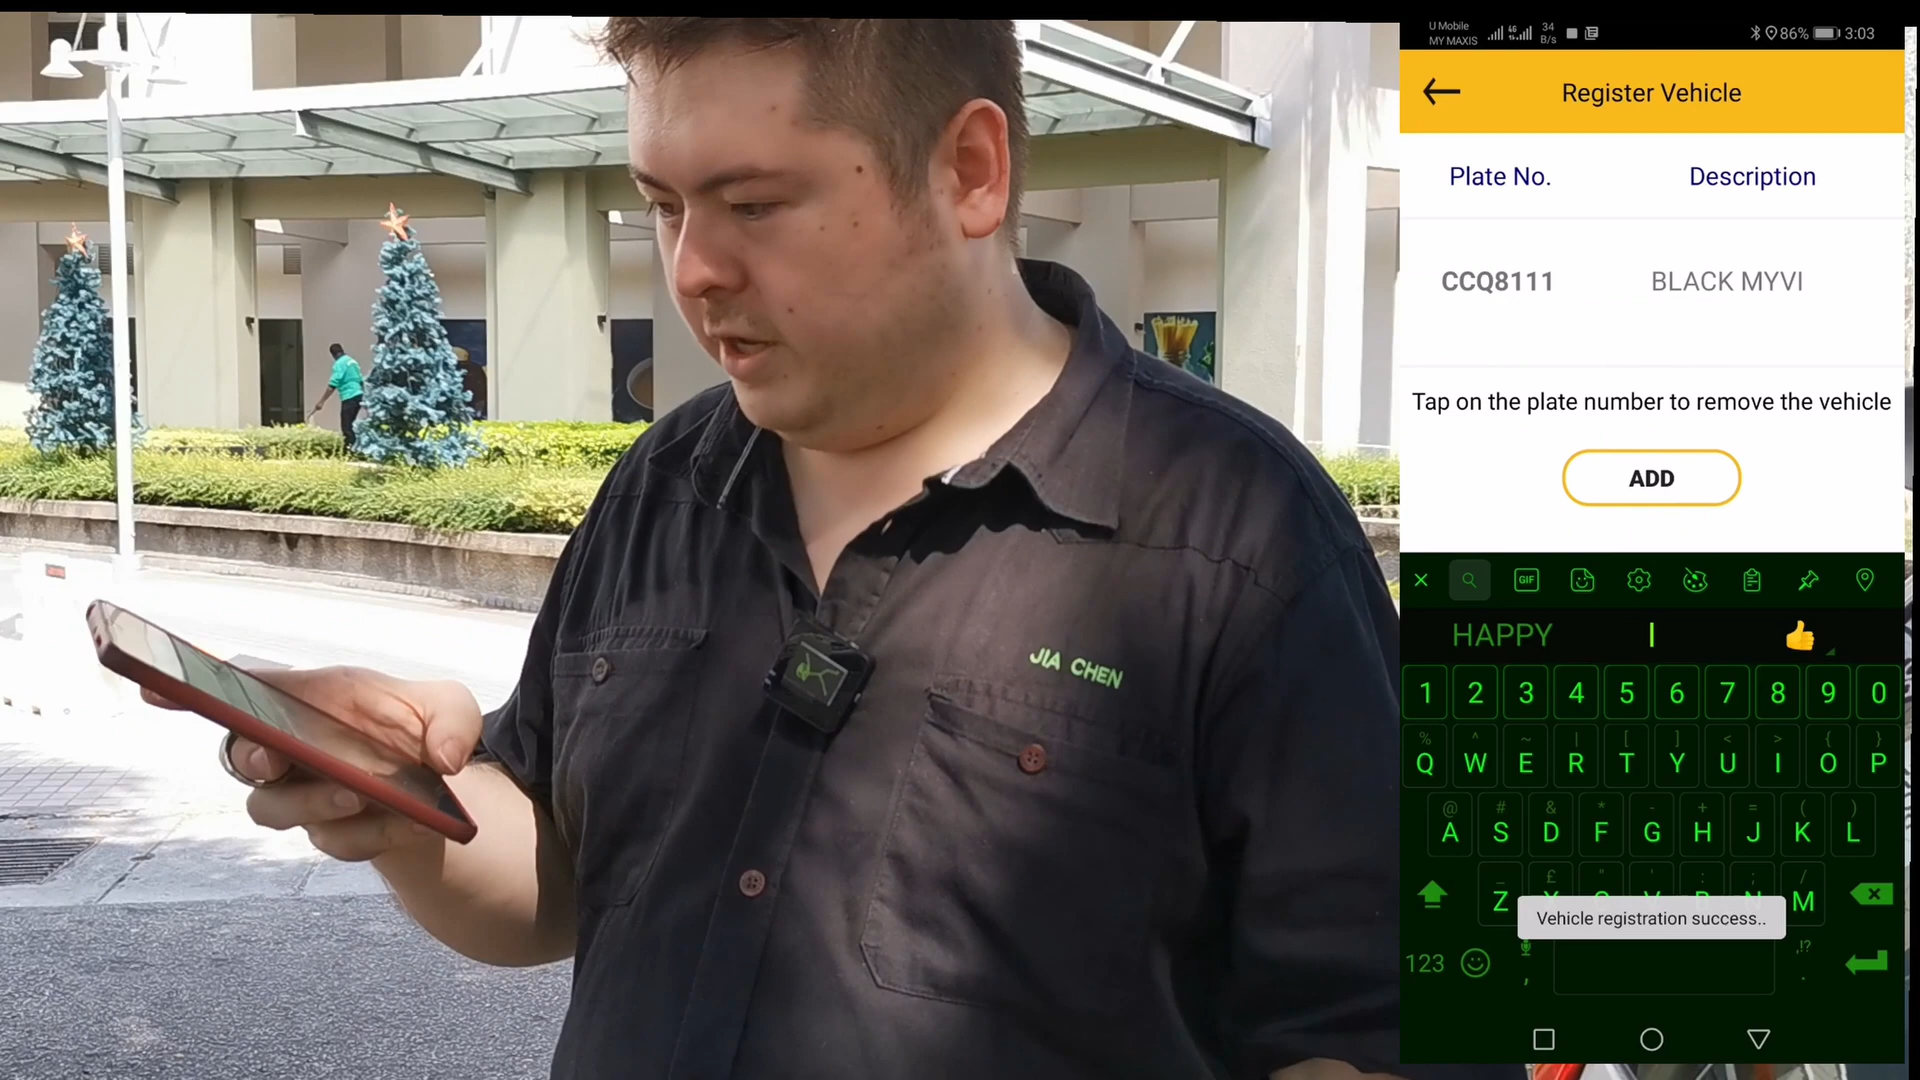 JIA CHEN
U Mobile
MY MAXIS
4G
34
B/s
86% 3:03
Register Vehicle
Plate No. Description
CCQ8111 BLACK MYVI
Tap on the plate number to remove the vehicle
ADD
GIF
HAPPY I
1 2 3 4 5 6 7 8 9 0
% ^ ~ | [ ] < > { }
Q W E R T Y U I O P
@ # & * - + = ( )
A S D F G H J K L
Z M
Vehicle registration success..
123 , ,!? .